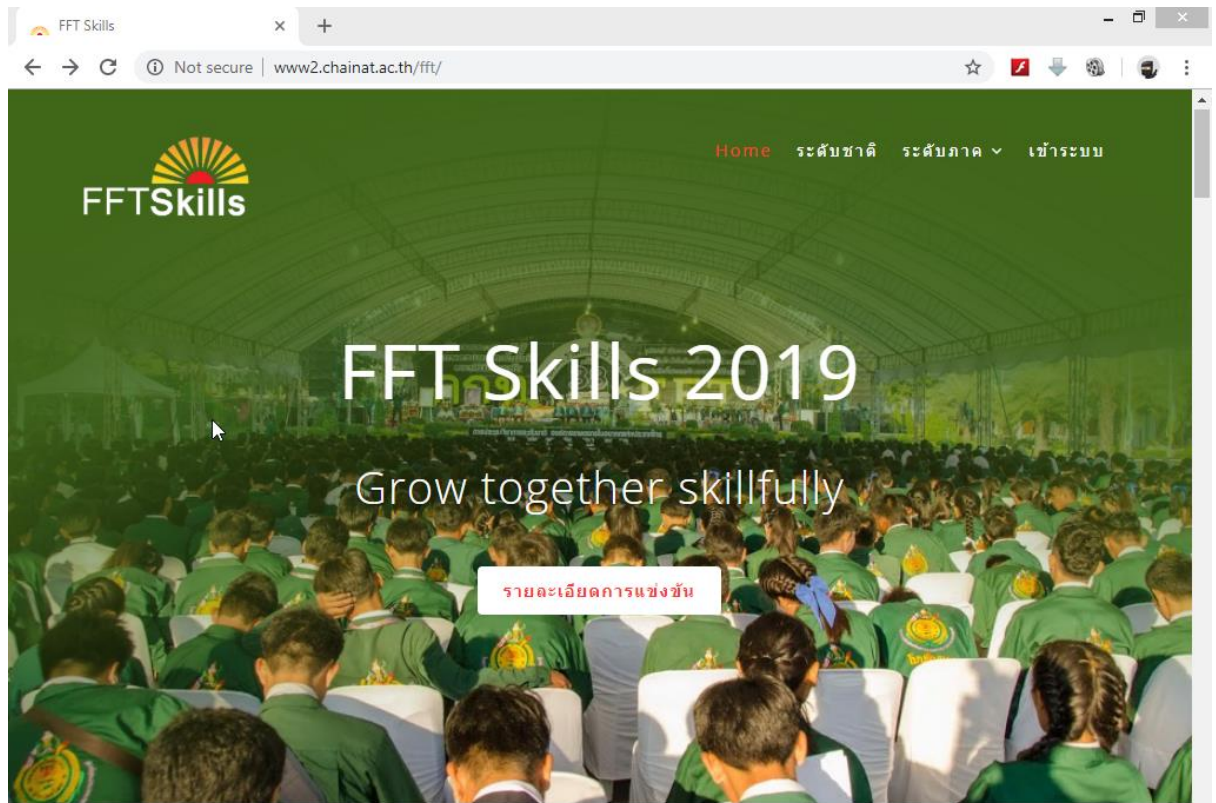 FFT Skills
Not secure | www2.chainat.ac.th/fft/
FFTSkills
Home ระดับชาติ ระดับภาค เข้าระบบ
FFT Skills 2019
Grow together skillfully
รายละเอียดการแข่งขัน